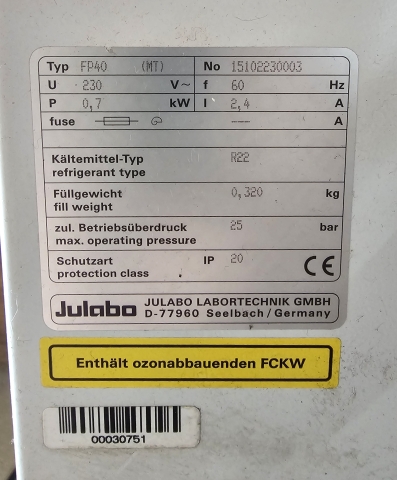 Typ FP40 (MT) No 15102230003
U 230 V~ f 60 Hz
P 0,7 kW I 2,4 A
fuse --- A
Kältemittel-Typ R22
refrigerant type
Füllgewicht 0,320 kg
fill weight
zul. Betriebsüberdruck 25 bar
max. operating pressure
Schutzart IP 20
protection class CE
Julabo JULABO LABORTECHNIK GMBH
D-77960 Seelbach/Germany
Enthält ozonabbauenden FCKW
00030751